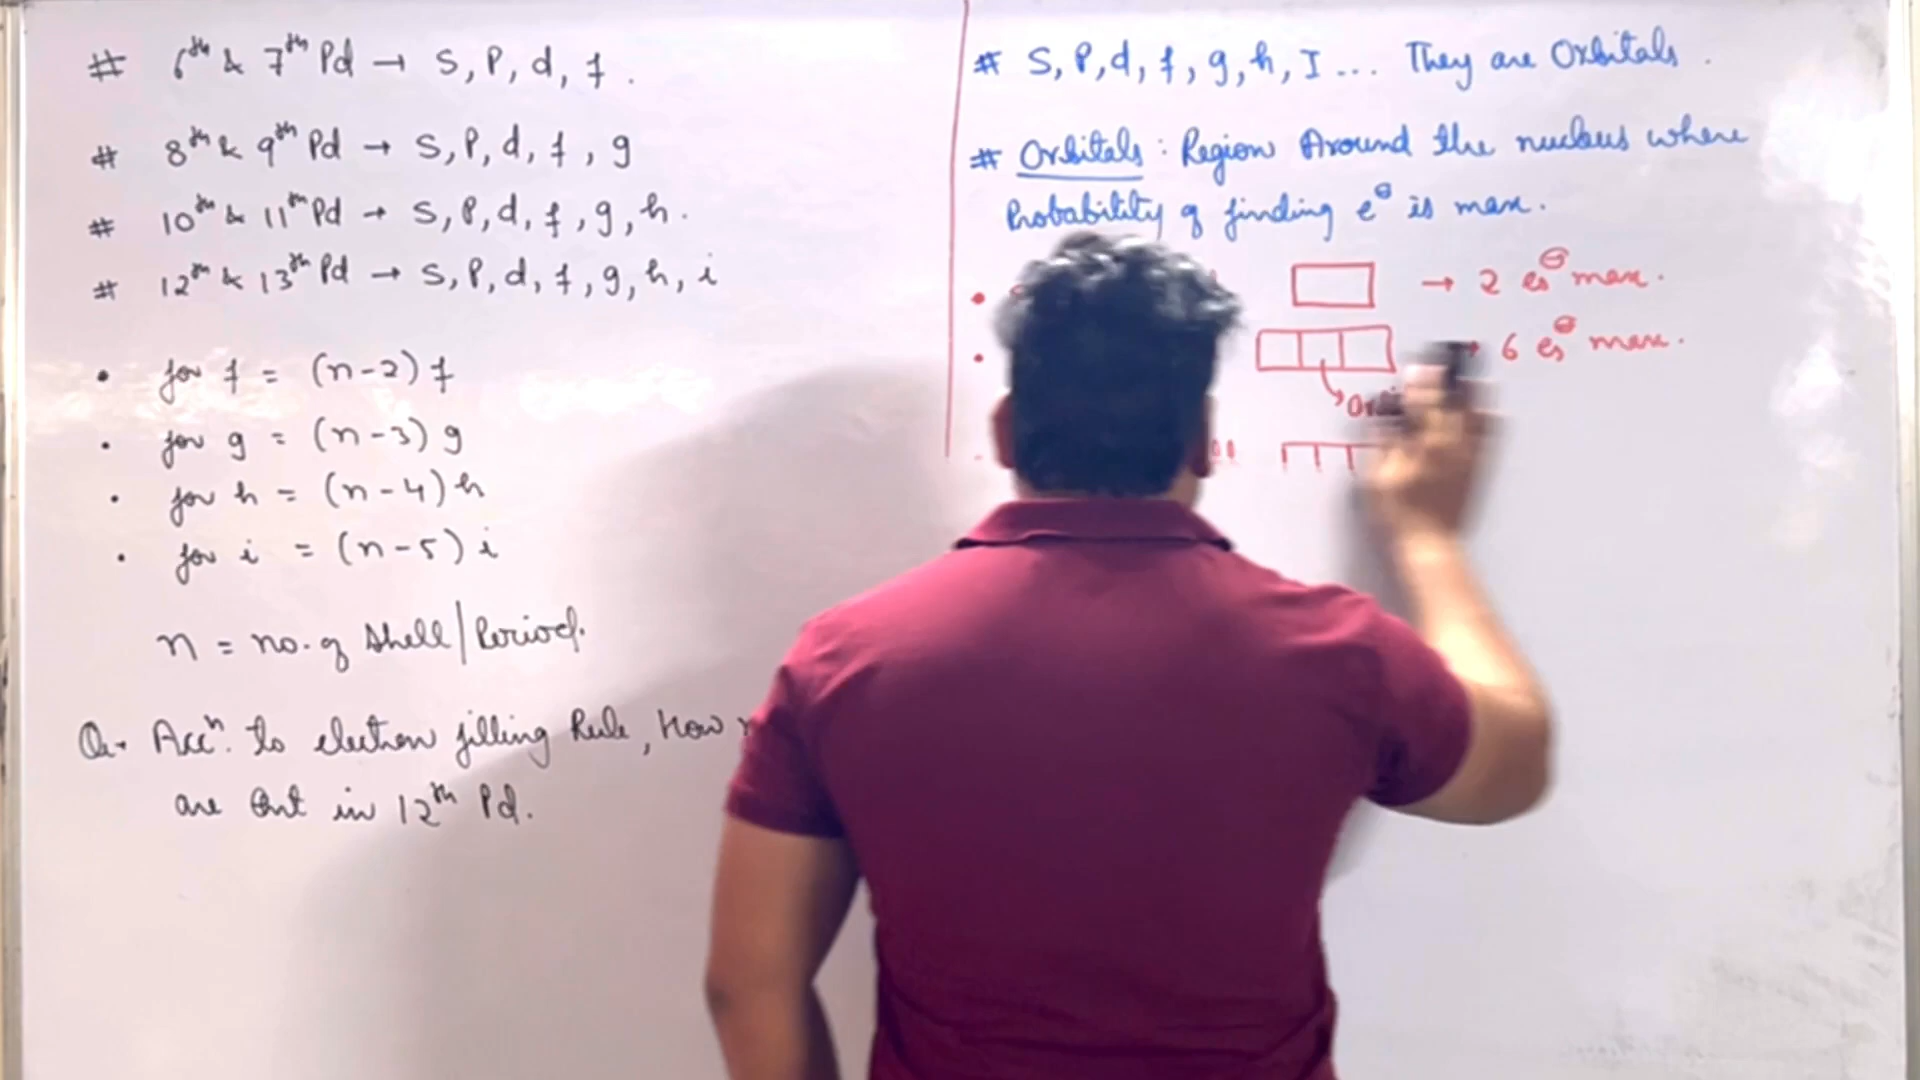 # 6th & 7th Pd → S, P, d, f .
# 8th & 9th Pd → S, P, d, f, g
# 10th & 11th Pd → S, P, d, f, g, h .
# 12th & 13th Pd → S, P, d, f, g, h, i
• for f = (n-2) f
• for g = (n-3) g
• for h = (n-4) h
• for i = (n-5) i
n = no. of Shell/Period.
Q. Accn. to electron filling Rule, How
are in 12th Pd.
# S, P, d, f, g, h, I ... They are Orbitals .
# Orbitals : Region Around the nucleus where
Probability of finding e⊖ is max .
→ 2 es⊖ max .
→ 6 es⊖ max .